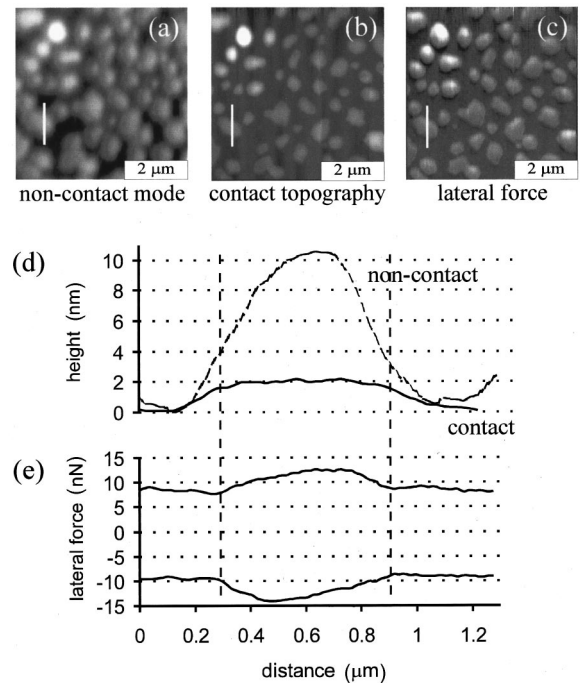 (a) (b) (c)
2 μm 2 μm 2 μm
non-contact mode contact topography lateral force
(d)
height (nm)
10
8
6
4
2
0
non-contact
contact
(e)
lateral force (nN)
15
10
5
0
-5
-10
-15
0 0.2 0.4 0.6 0.8 1 1.2
distance (μm)